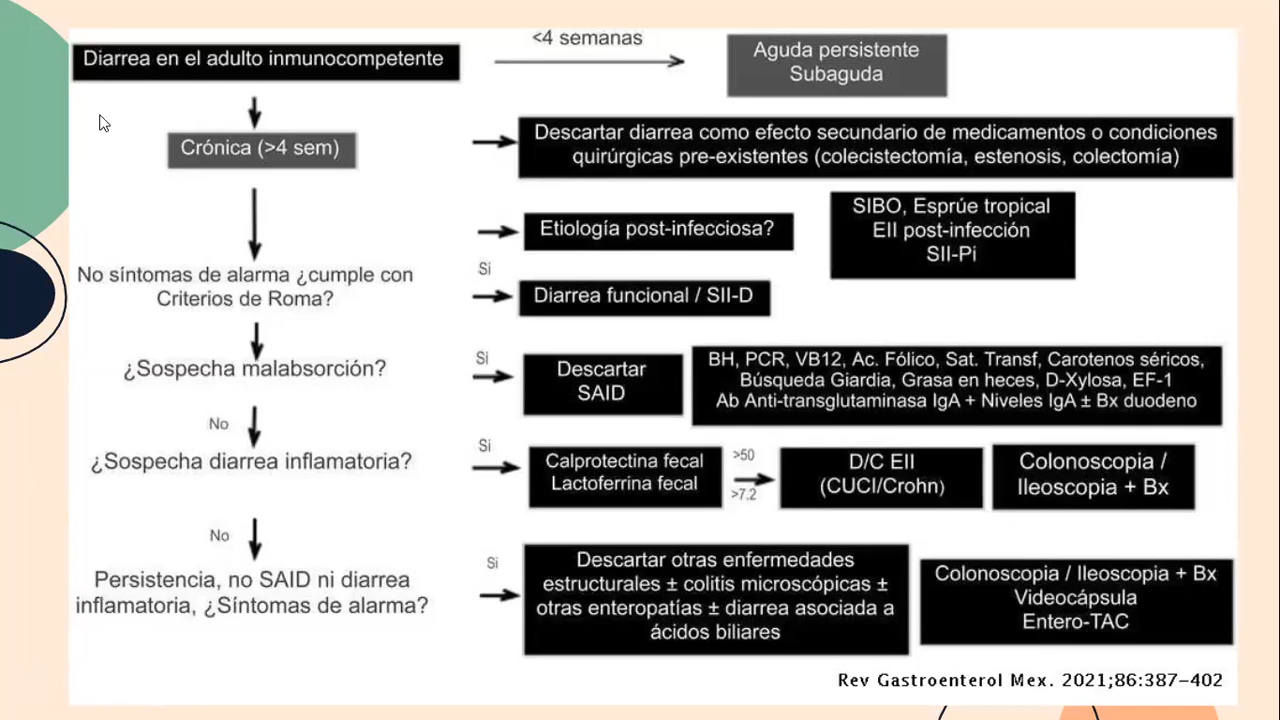 Diarrea en el adulto inmunocompetente
<4 semanas
Aguda persistente
Subaguda
Crónica (>4 sem)
Descartar diarrea como efecto secundario de medicamentos o condiciones
quirúrgicas pre-existentes (colecistectomía, estenosis, colectomía)
Etiología post-infecciosa?
SIBO, Esprúe tropical
EII post-infección
SII-Pi
No síntomas de alarma ¿cumple con
Criterios de Roma?
Si
Diarrea funcional / SII-D
¿Sospecha malabsorción?
Si
Descartar
SAID
BH, PCR, VB12, Ac. Fólico, Sat. Transf, Carotenos séricos,
Búsqueda Giardia, Grasa en heces, D-Xylosa, EF-1
Ab Anti-transglutaminasa IgA + Niveles IgA ± Bx duodeno
No
¿Sospecha diarrea inflamatoria?
Si
Calprotectina fecal
Lactoferrina fecal
>50
>7.2
D/C EII
(CUCI/Crohn)
Colonoscopia /
Ileoscopia + Bx
No
Persistencia, no SAID ni diarrea
inflamatoria, ¿Síntomas de alarma?
Si
Descartar otras enfermedades
estructurales ± colitis microscópicas ±
otras enteropatías ± diarrea asociada a
ácidos biliares
Colonoscopia / Ileoscopia + Bx
Videocápsula
Entero-TAC
Rev Gastroenterol Mex. 2021;86:387–402